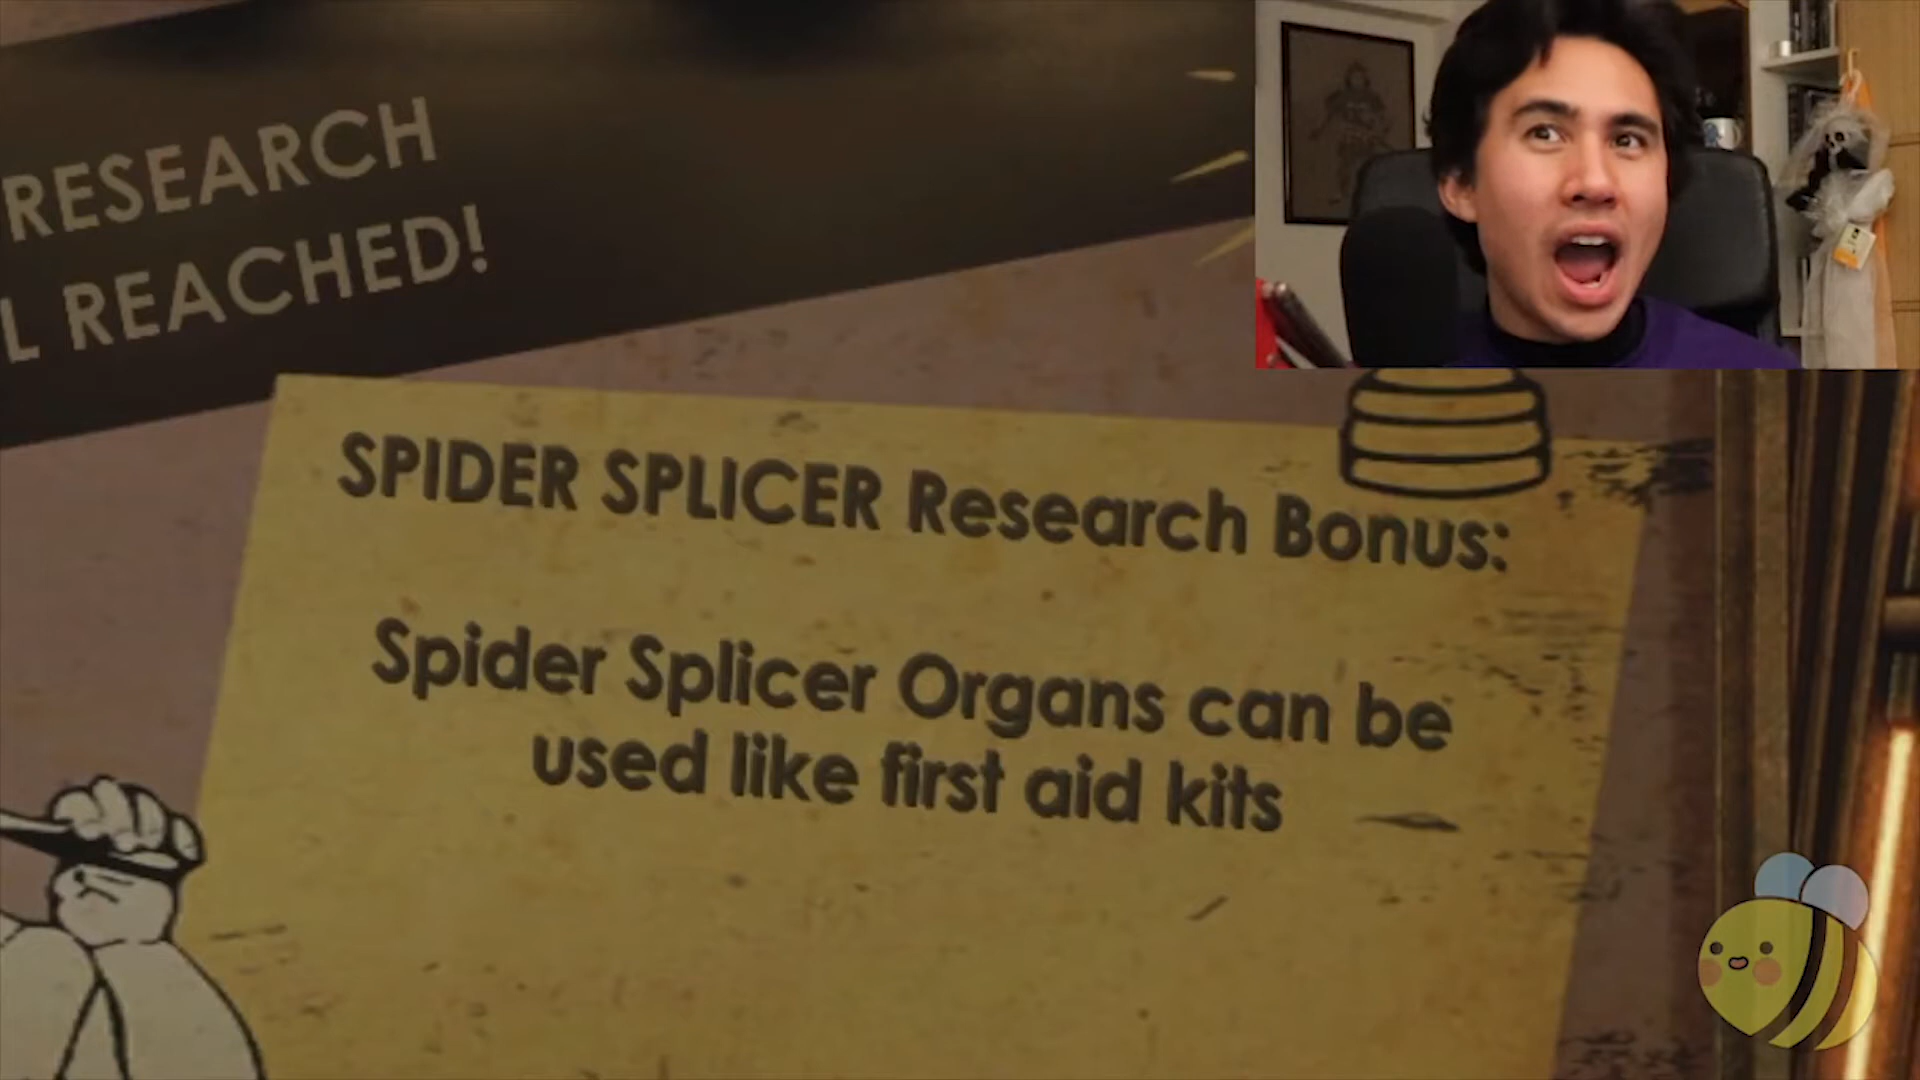 RESEARCH
L REACHED!
SPIDER SPLICER Research Bonus:
Spider Splicer Organs can be
used like first aid kits